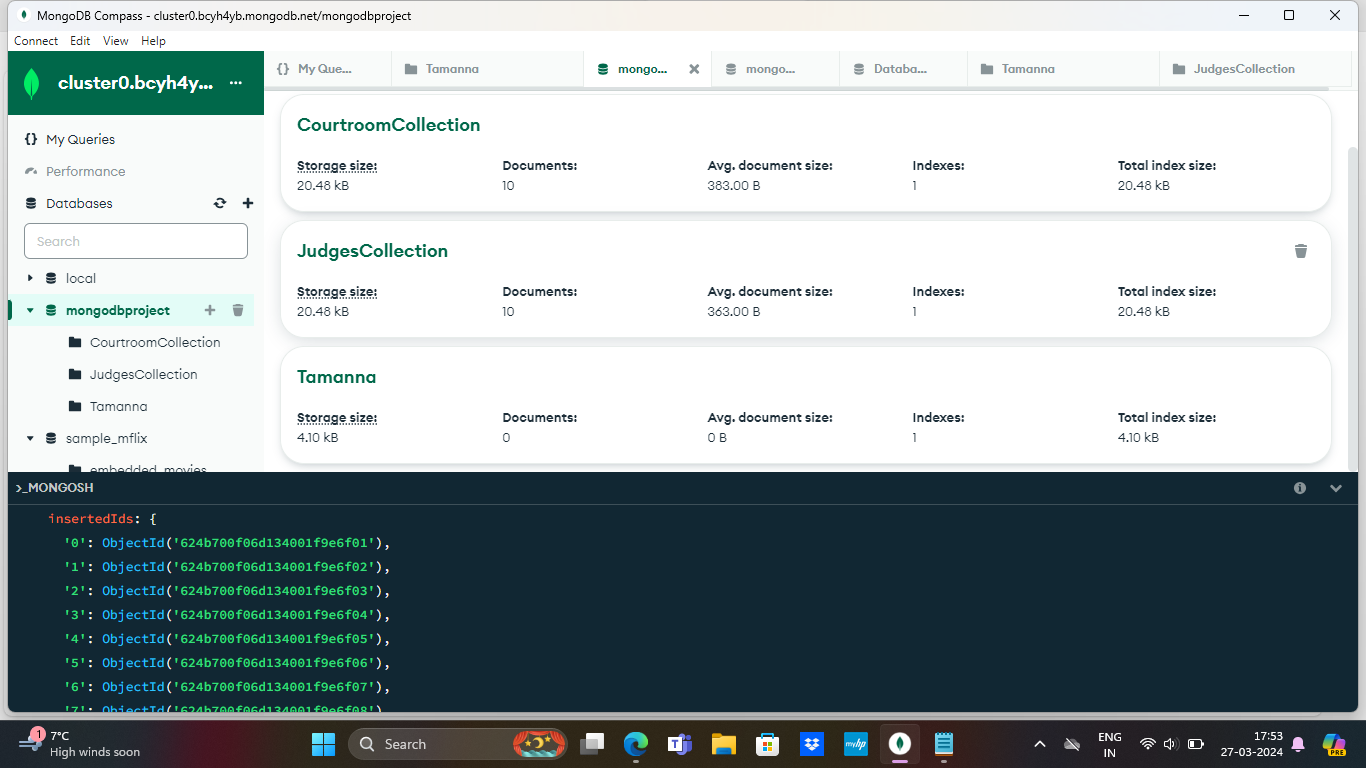 MongoDB Compass - cluster0.bcyh4yb.mongodb.net/mongodbproject
Connect Edit View Help
cluster0.bcyh4y... ...
{} My Queries
Performance
Databases
Search
local
mongodbproject
CourtroomCollection
JudgesCollection
Tamanna
sample_mflix
embedded_movies
{} My Que... Tamanna mongo... mongo... Databa... Tamanna JudgesCollection
CourtroomCollection
Storage size: Documents: Avg. document size: Indexes: Total index size:
20.48 kB 10 383.00 B 1 20.48 kB
JudgesCollection
Storage size: Documents: Avg. document size: Indexes: Total index size:
20.48 kB 10 363.00 B 1 20.48 kB
Tamanna
Storage size: Documents: Avg. document size: Indexes: Total index size:
4.10 kB 0 0 B 1 4.10 kB
>_MONGOSH
insertedIds: {
'0': ObjectId('624b700f06d134001f9e6f01'),
'1': ObjectId('624b700f06d134001f9e6f02'),
'2': ObjectId('624b700f06d134001f9e6f03'),
'3': ObjectId('624b700f06d134001f9e6f04'),
'4': ObjectId('624b700f06d134001f9e6f05'),
'5': ObjectId('624b700f06d134001f9e6f06'),
'6': ObjectId('624b700f06d134001f9e6f07'),
'7': ObjectId('624b700f06d134001f9e6f08')
1
7°C
High winds soon
Search
myhp
ENG
IN
17:53
27-03-2024
PRE